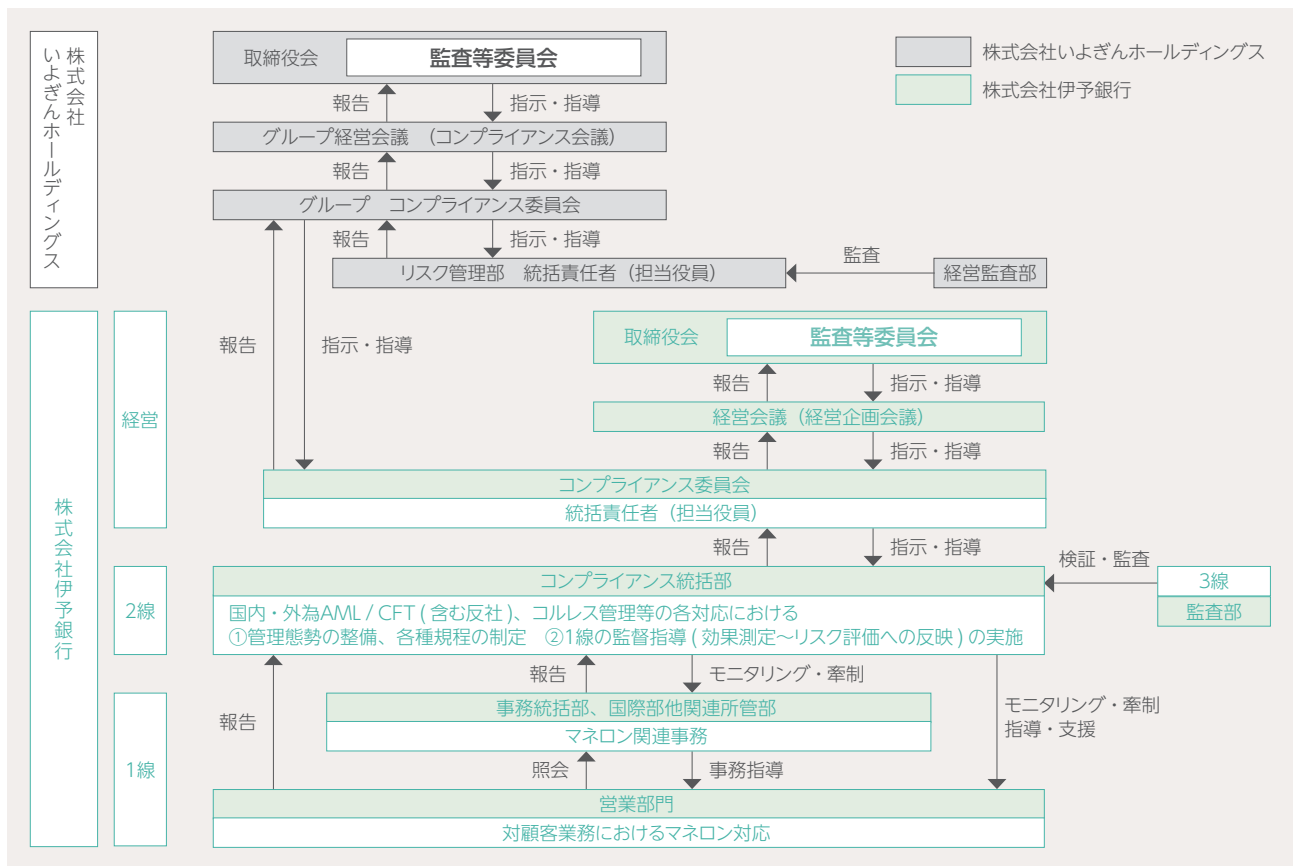 株式会社
いよぎんホールディングス
取締役会
監査等委員会
株式会社いよぎんホールディングス
株式会社伊予銀行
報告
指示・指導
グループ経営会議 (コンプライアンス会議)
報告
指示・指導
グループ コンプライアンス委員会
報告
指示・指導
リスク管理部 統括責任者 (担当役員)
監査
経営監査部
株式会社伊予銀行
経営
報告
指示・指導
取締役会
監査等委員会
報告
指示・指導
経営会議 (経営企画会議)
報告
指示・指導
コンプライアンス委員会
統括責任者 (担当役員)
報告
指示・指導
2線
コンプライアンス統括部
国内・外為AML / CFT ( 含む反社 )、コルレス管理等の各対応における
①管理態勢の整備、各種規程の制定 ②1線の監督指導 ( 効果測定～リスク評価への反映 ) の実施
検証・監査
3線
監査部
1線
報告
報告
モニタリング・牽制
事務統括部、国際部他関連所管部
マネロン関連事務
モニタリング・牽制
指導・支援
照会
事務指導
営業部門
対顧客業務におけるマネロン対応